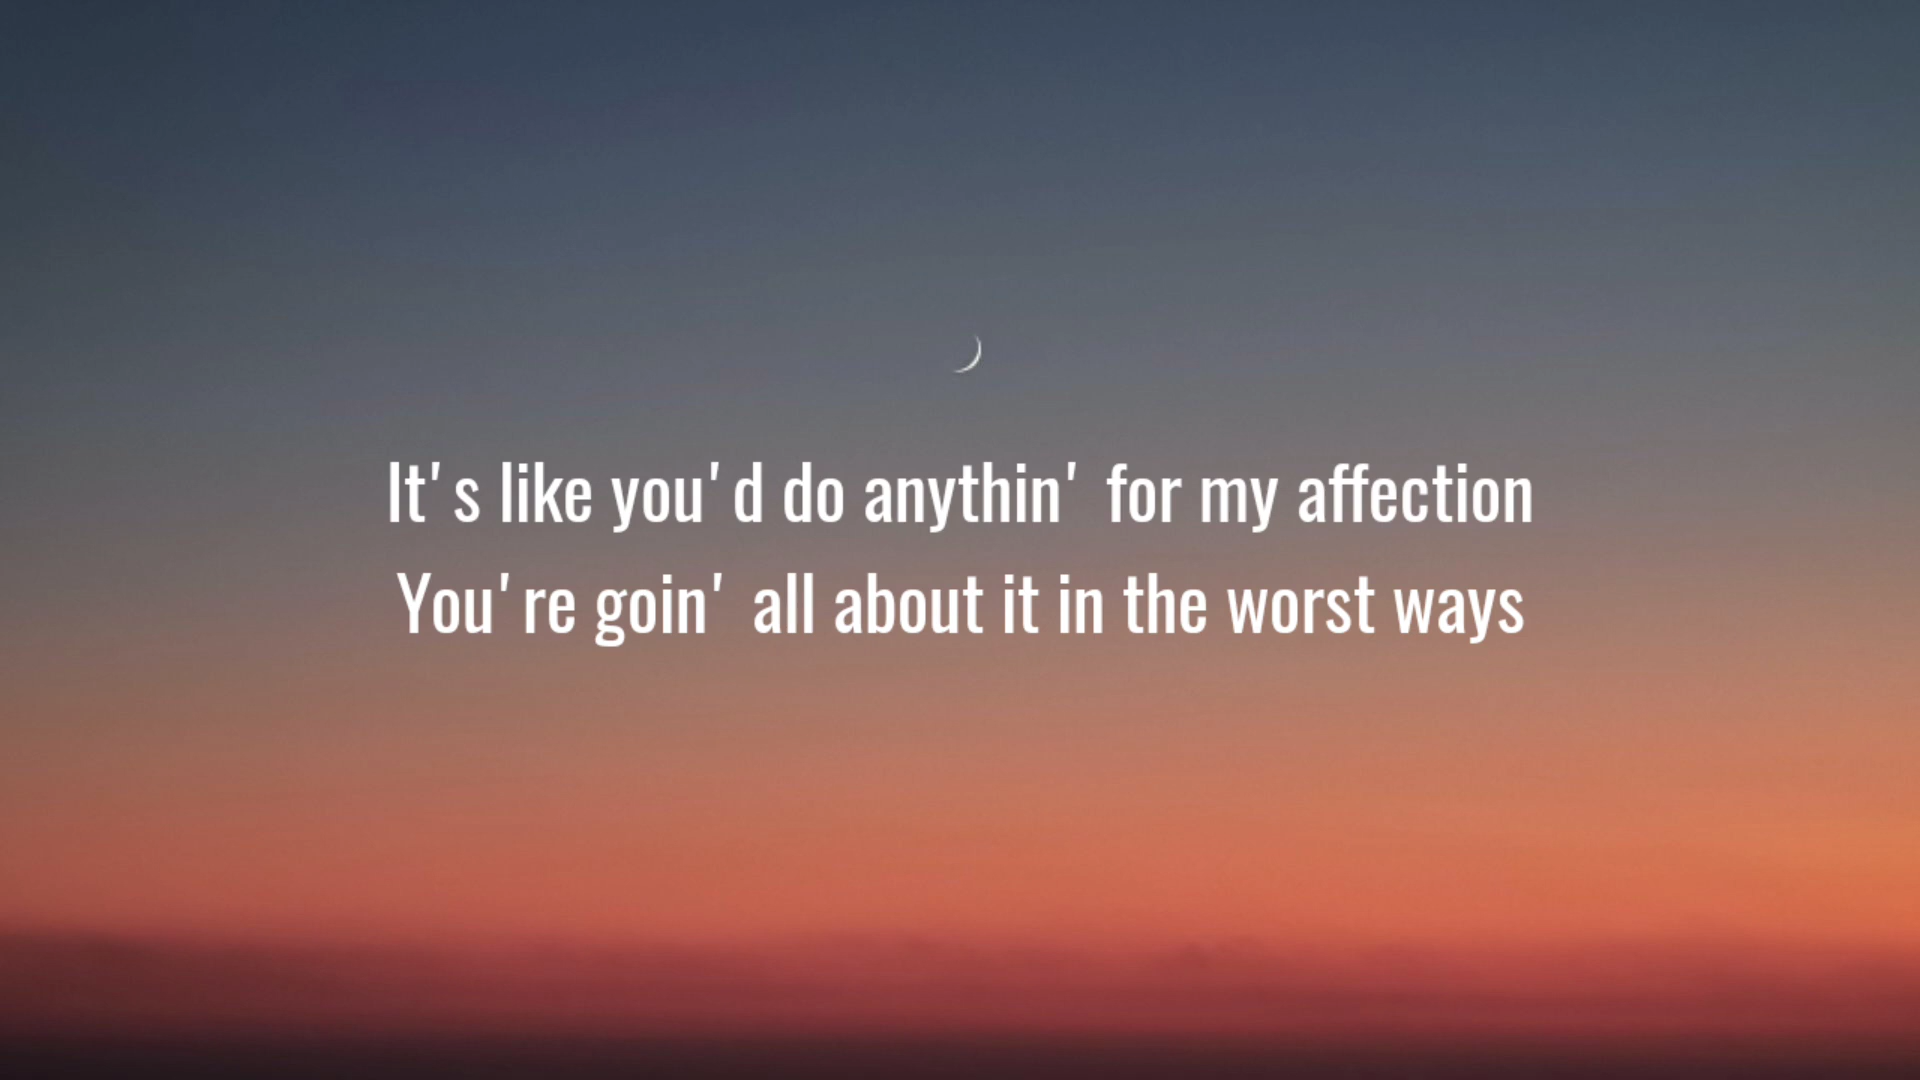 It's like you'd do anythin' for my affection
You're goin' all about it in the worst ways